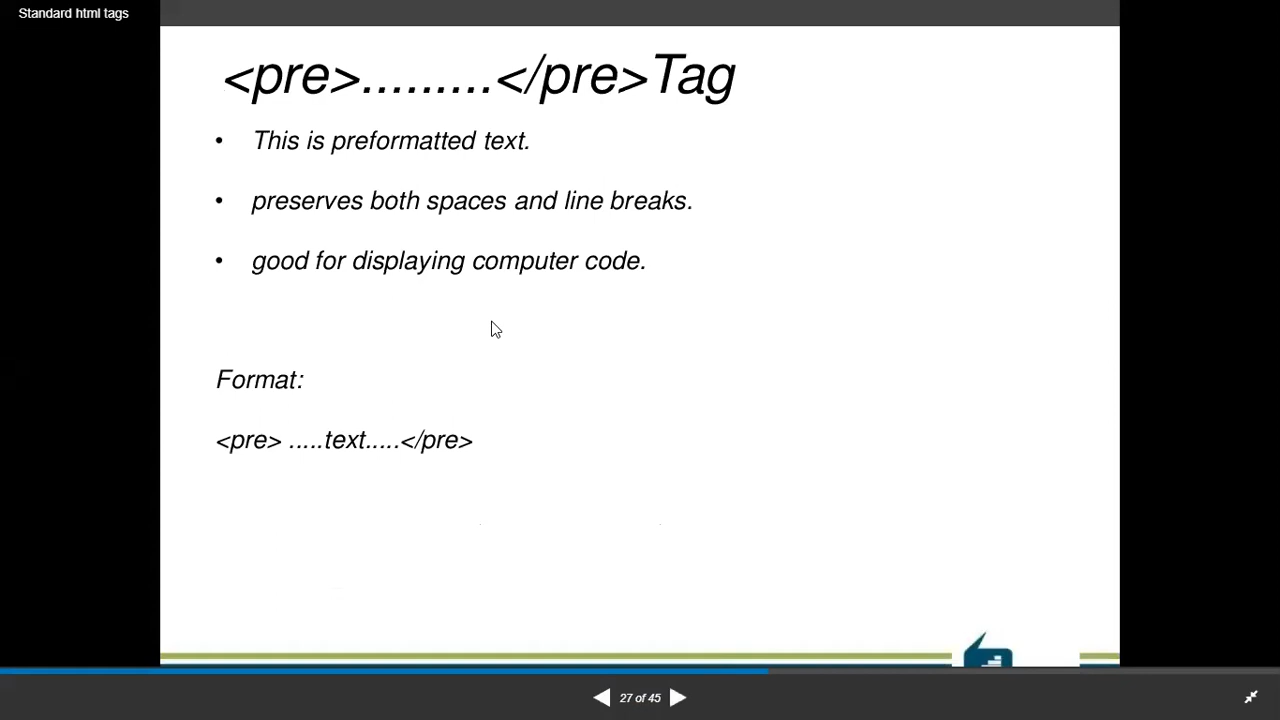 Standard html tags
<pre>.........</pre>Tag
• This is preformatted text.
• preserves both spaces and line breaks.
• good for displaying computer code.
Format:
<pre> .....text.....</pre>
27 of 45